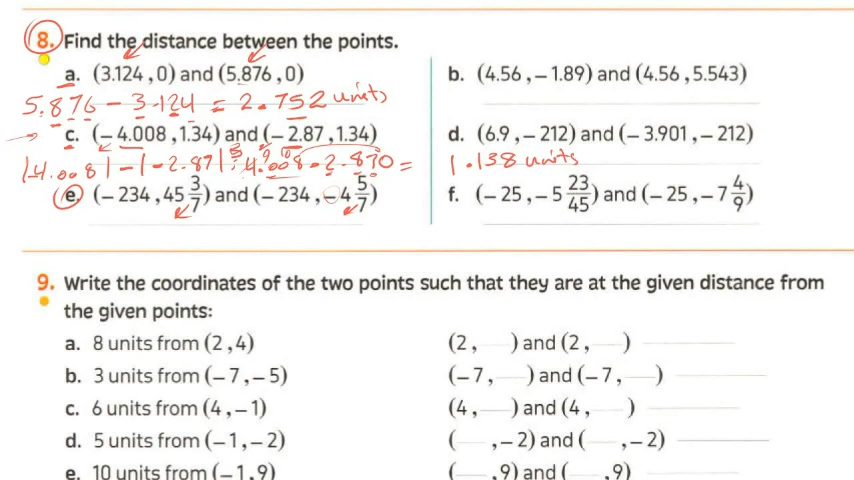 8. Find the distance between the points.
a. (3.124 , 0) and (5.876 , 0)
b. (4.56 , – 1.89) and (4.56 , 5.543)
5.876 – 3.124 = 2.752 units
c. (– 4.008 , 1.34) and (– 2.87 , 1.34)
d. (6.9 , – 212) and (– 3.901 , – 212)
|-4.008| – |-2.87| : 4.008 - 2.870 = 1.138 units
e. (– 234 , 45 3/7) and (– 234 , – 4 5/7)
f. (– 25 , – 5 23/45) and (– 25 , – 7 4/9)
9. Write the coordinates of the two points such that they are at the given distance from
the given points:
a. 8 units from (2 , 4)
(2 , ) and (2 , )
b. 3 units from (– 7 , – 5)
(– 7 , ) and (– 7 , )
c. 6 units from (4 , – 1)
(4 , ) and (4 , )
d. 5 units from (– 1 , – 2)
( , – 2) and ( , – 2)
e. 10 units from (– 1 , 9)
( , 9) and ( , 9)